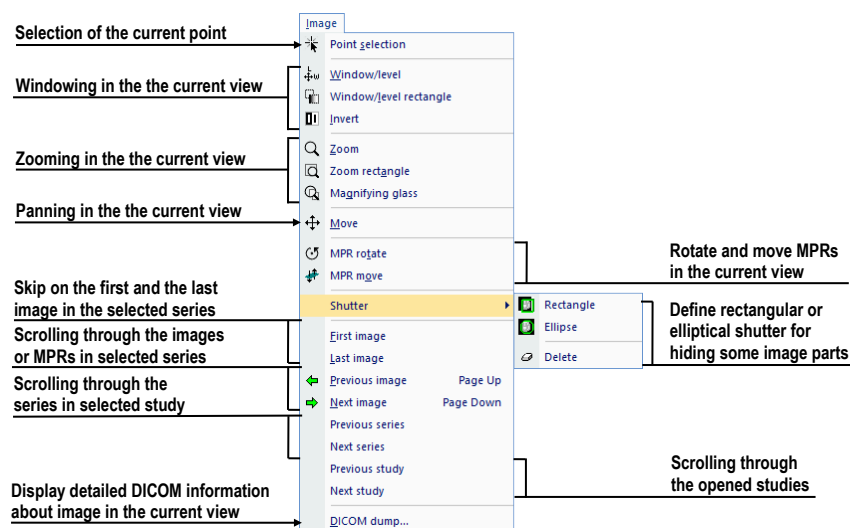 Image
Selection of the current point
Point selection
Windowing in the the current view
Window/level
Window/level rectangle
Invert
Zooming in the the current view
Zoom
Zoom rectangle
Magnifying glass
Panning in the the current view
Move
MPR rotate
MPR move
Rotate and move MPRs
in the current view
Shutter
Rectangle
Ellipse
Delete
Define rectangular or
elliptical shutter for
hiding some image parts
Skip on the first and the last
image in the selected series
First image
Last image
Scrolling through the images
or MPRs in selected series
Previous image Page Up
Next image Page Down
Scrolling through the
series in selected study
Previous series
Next series
Previous study
Next study
Scrolling through
the opened studies
Display detailed DICOM information
about image in the current view
DICOM dump...